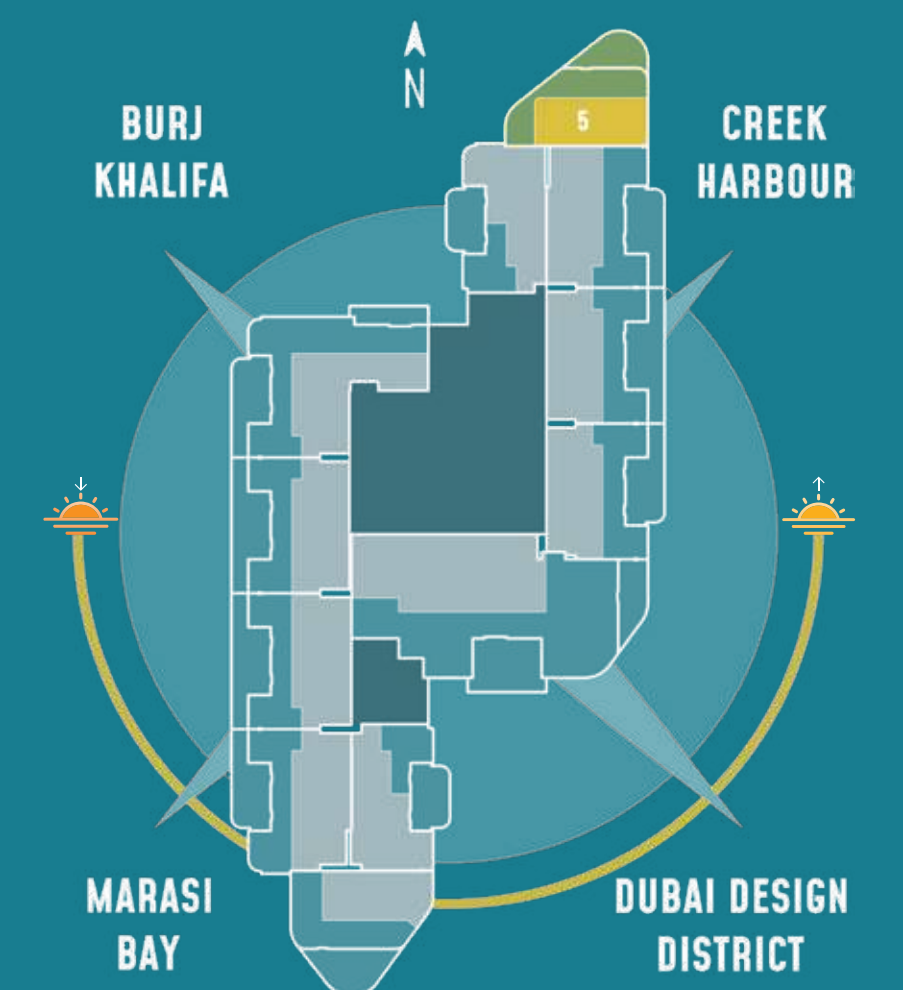 N
BURJ
KHALIFA
CREEK
HARBOUR
5
MARASI
BAY
DUBAI DESIGN
DISTRICT